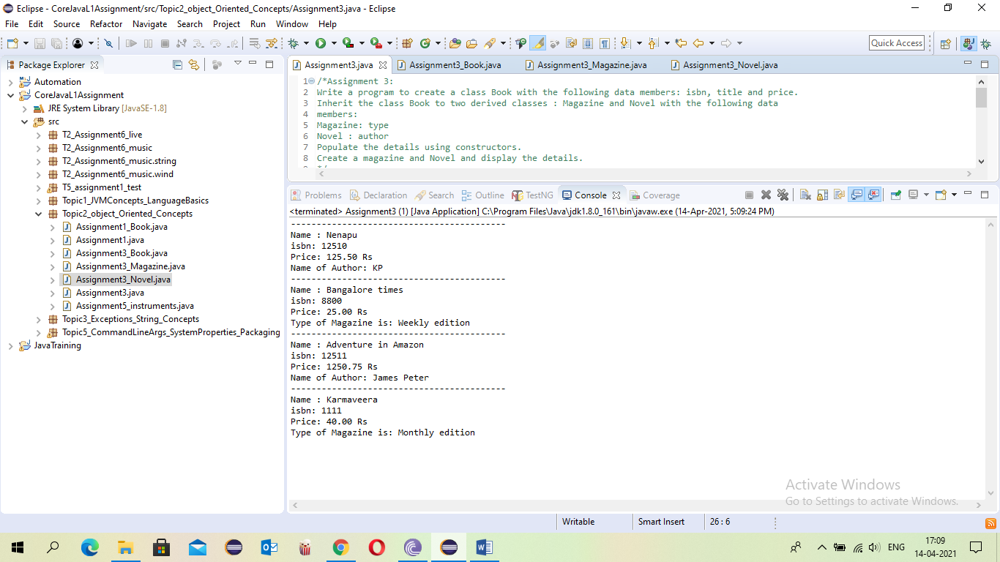 Eclipse - CoreJavaL1Assignment/src/Topic2_object_Oriented_Concepts/Assignment3.java - Eclipse
File Edit Source Refactor Navigate Search Project Run Window Help
Quick Access
Package Explorer
Automation
CoreJavaL1Assignment
JRE System Library [JavaSE-1.8]
src
T2_Assignment6_live
T2_Assignment6_music
T2_Assignment6_music.string
T2_Assignment6_music.wind
T5_assignment1_test
Topic1_JVMConcepts_LanguageBasics
Topic2_object_Oriented_Concepts
Assignment1_Book.java
Assignment1.java
Assignment3_Book.java
Assignment3_Magazine.java
Assignment3_Novel.java
Assignment3.java
Assignment5_instruments.java
Topic3_Exceptions_String_Concepts
Topic5_CommandLineArgs_SystemProperties_Packaging
JavaTraining
Assignment3.java Assignment3_Book.java Assignment3_Magazine.java Assignment3_Novel.java
1 /*Assignment 3:
2 Write a program to create a class Book with the following data members: isbn, title and price.
3 Inherit the class Book to two derived classes : Magazine and Novel with the following data
4 members:
5 Magazine: type
6 Novel : author
7 Populate the details using constructors.
8 Create a magazine and Novel and display the details.
Problems Declaration Search Outline TestNG Console Coverage
<terminated> Assignment3 (1) [Java Application] C:\Program Files\Java\jdk1.8.0_161\bin\javaw.exe (14-Apr-2021, 5:09:24 PM)
------------------------------------------
Name : Nenapu
isbn: 12510
Price: 125.50 Rs
Name of Author: KP
------------------------------------------
Name : Bangalore times
isbn: 8800
Price: 25.00 Rs
Type of Magazine is: Weekly edition
------------------------------------------
Name : Adventure in Amazon
isbn: 12511
Price: 1250.75 Rs
Name of Author: James Peter
------------------------------------------
Name : Karmaveera
isbn: 1111
Price: 40.00 Rs
Type of Magazine is: Monthly edition
Activate Windows
Go to Settings to activate Windows.
Writable Smart Insert 26 : 6
ENG
17:09
14-04-2021